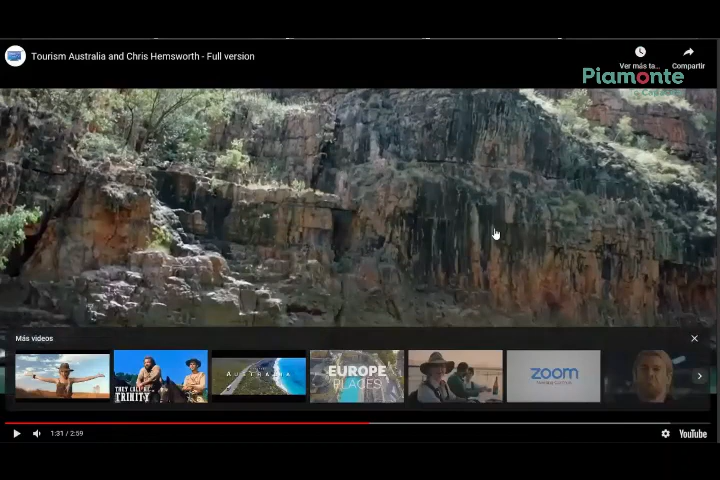 Tourism Australia and Chris Hemsworth - Full version
Ver más ta...
Compartir
Piamonte
Más videos
THEY CALL ME
TRINITY
AUSTRALIA
EUROPE
PLACES
zoom
1:31 / 2:59
YouTube